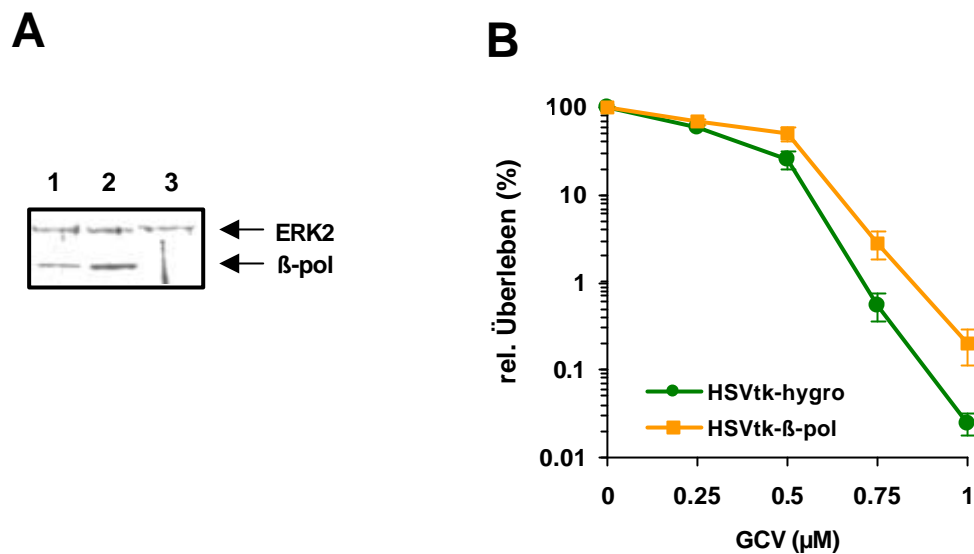 A
1 2 3
ERK2
ß-pol
B
rel. Überleben (%)
100
10
1
0.1
0.01
HSVtk-hygro
HSVtk-ß-pol
0 0.25 0.5 0.75 1
GCV (µM)